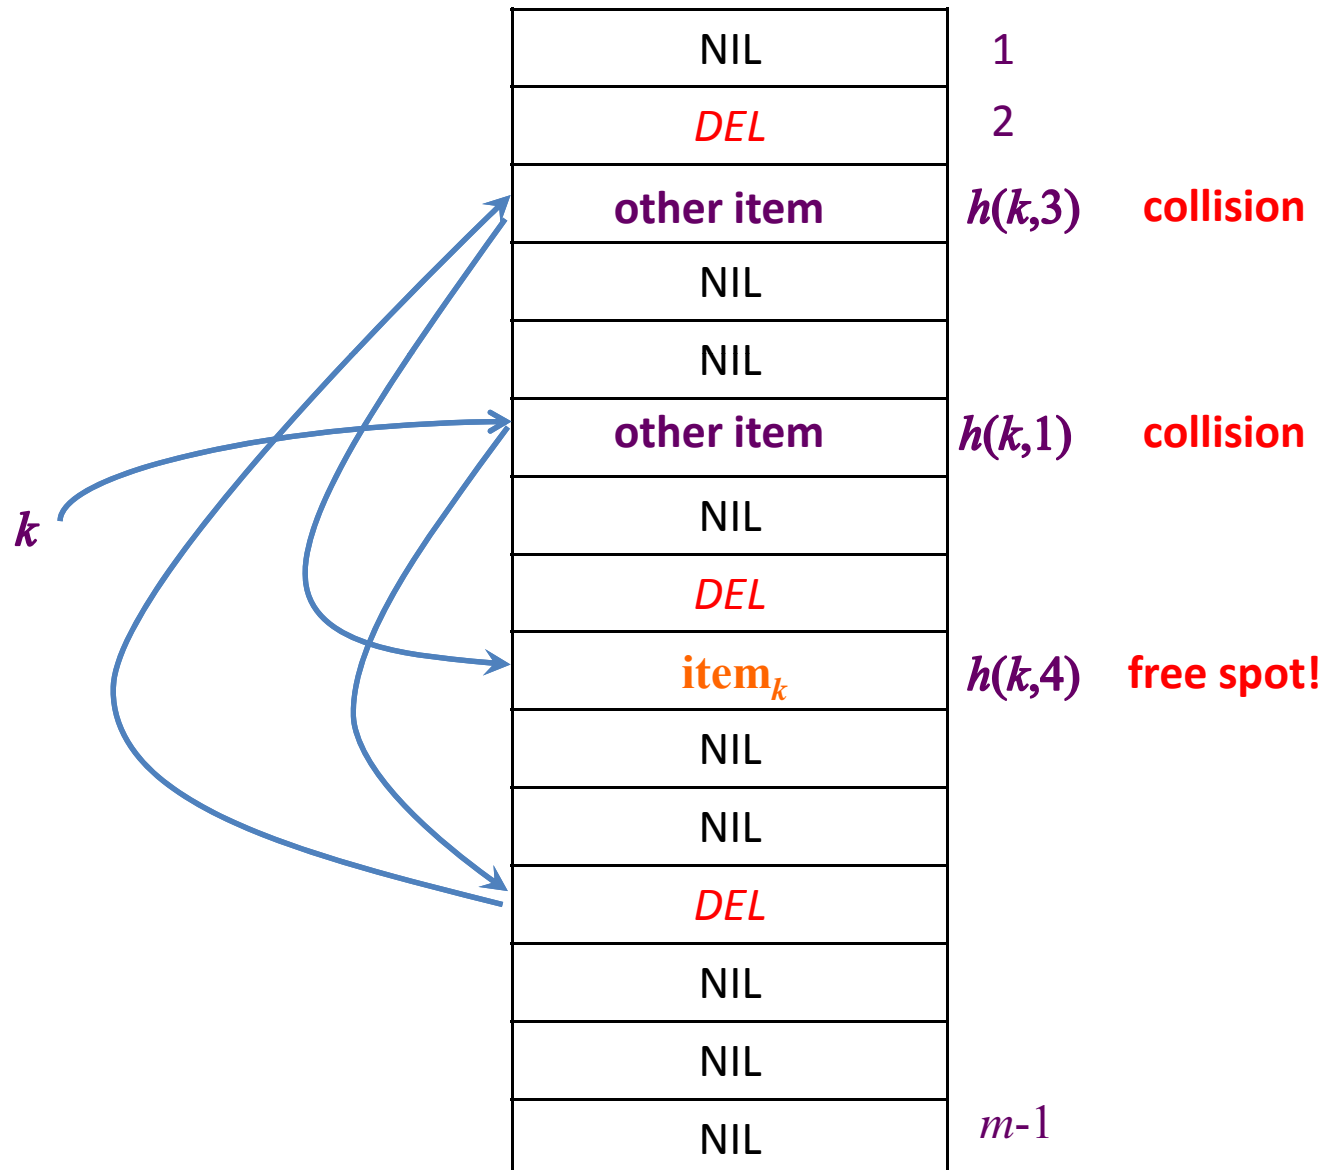 NIL 1
DEL 2
other item h(k,3) collision
NIL
NIL
other item h(k,1) collision
NIL
k
DEL
item_k h(k,4) free spot!
NIL
NIL
DEL
NIL
NIL
NIL m-1